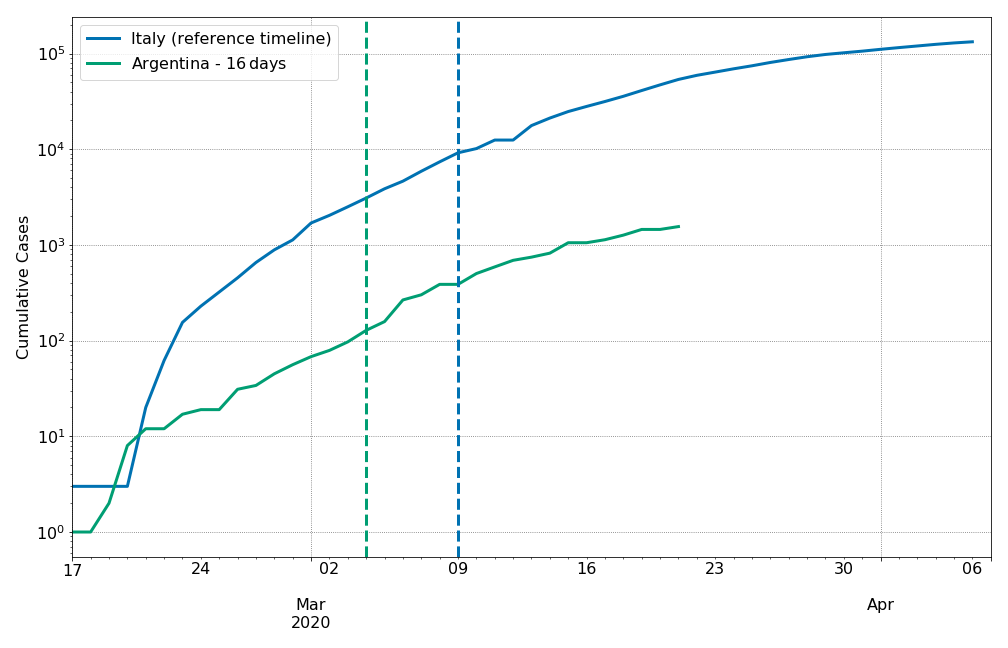 Italy (reference timeline)
Argentina - 16 days
Cumulative Cases
10^5
10^4
10^3
10^2
10^1
10^0
17 24 02 09 16 23 30 06
Mar Apr
2020